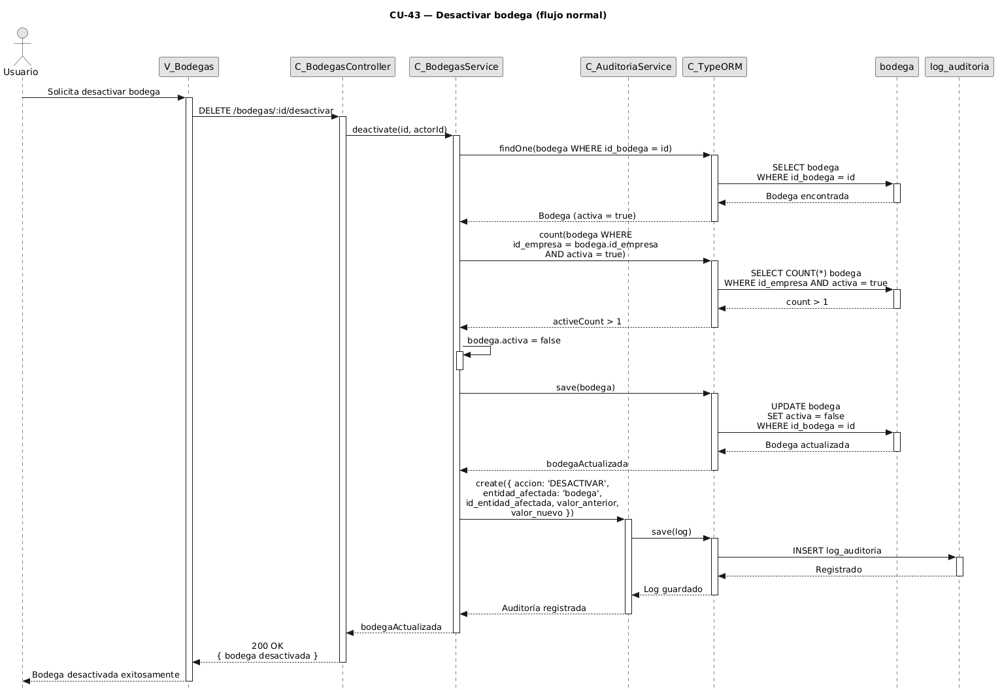 CU-43 — Desactivar bodega (flujo normal)
Usuario
V_Bodegas
C_BodegasController
C_BodegasService
C_AuditoriaService
C_TypeORM
bodega
log_auditoria
Solicita desactivar bodega
DELETE /bodegas/:id/desactivar
deactivate(id, actorId)
findOne(bodega WHERE id_bodega = id)
SELECT bodega
WHERE id_bodega = id
Bodega encontrada
Bodega (activa = true)
count(bodega WHERE
id_empresa = bodega.id_empresa
AND activa = true)
SELECT COUNT(*) bodega
WHERE id_empresa AND activa = true
count > 1
activeCount > 1
bodega.activa = false
save(bodega)
UPDATE bodega
SET activa = false
WHERE id_bodega = id
Bodega actualizada
bodegaActualizada
create({ accion: 'DESACTIVAR',
entidad_afectada: 'bodega',
id_entidad_afectada, valor_anterior,
valor_nuevo })
save(log)
INSERT log_auditoria
Registrado
Log guardado
Auditoría registrada
bodegaActualizada
200 OK
{ bodega desactivada }
Bodega desactivada exitosamente